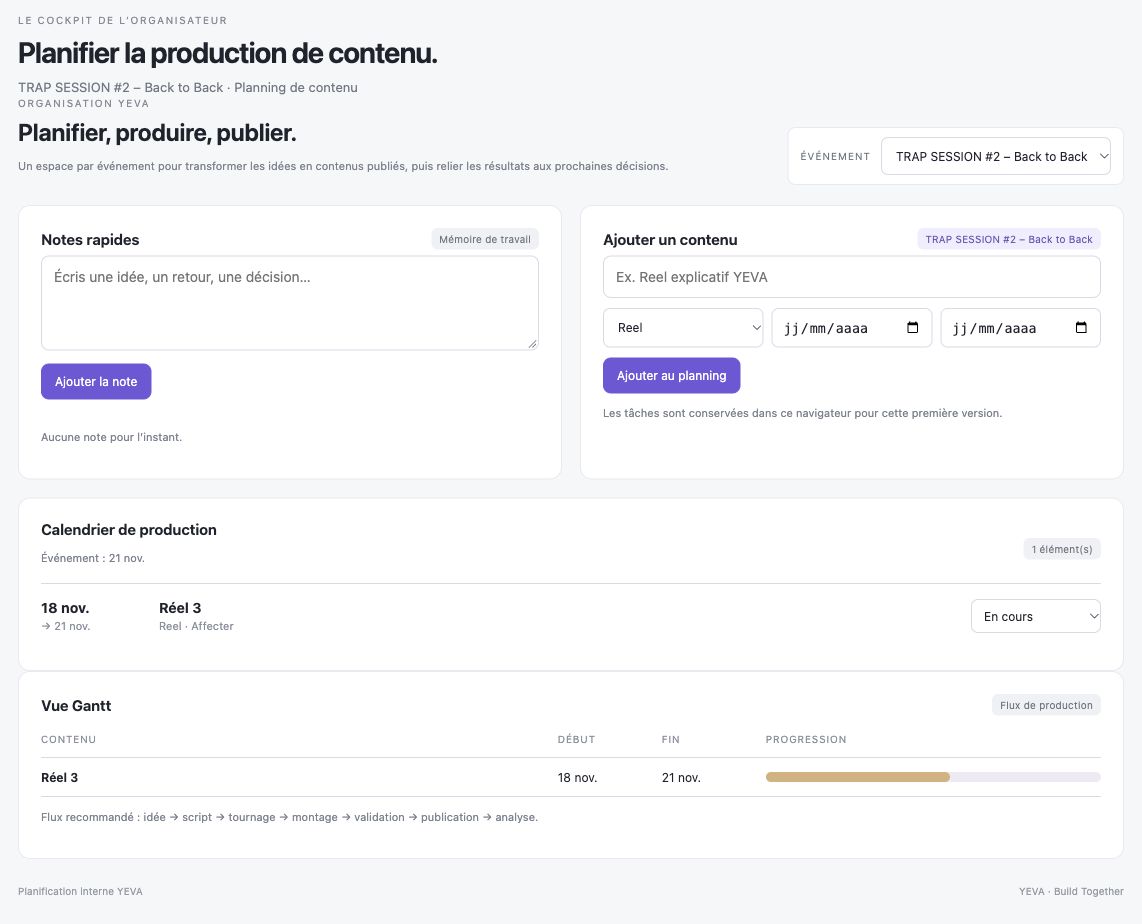 LE COCKPIT DE L'ORGANISATEUR
Planifier la production de contenu.
TRAP SESSION #2 – Back to Back · Planning de contenu
ORGANISATION YEVA
Planifier, produire, publier.
Un espace par événement pour transformer les idées en contenus publiés, puis relier les résultats aux prochaines décisions.
ÉVÉNEMENT
TRAP SESSION #2 – Back to Back
Notes rapides
Mémoire de travail
Écris une idée, un retour, une décision...
Ajouter la note
Aucune note pour l'instant.
Ajouter un contenu
TRAP SESSION #2 – Back to Back
Ex. Reel explicatif YEVA
Reel
jj/mm/aaaa
jj/mm/aaaa
Ajouter au planning
Les tâches sont conservées dans ce navigateur pour cette première version.
Calendrier de production
Événement : 21 nov.
1 élément(s)
18 nov.
→ 21 nov.
Réel 3
Reel · Affecter
En cours
Vue Gantt
Flux de production
CONTENU DÉBUT FIN PROGRESSION
Réel 3 18 nov. 21 nov.
Flux recommandé : idée → script → tournage → montage → validation → publication → analyse.
Planification interne YEVA
YEVA · Build Together